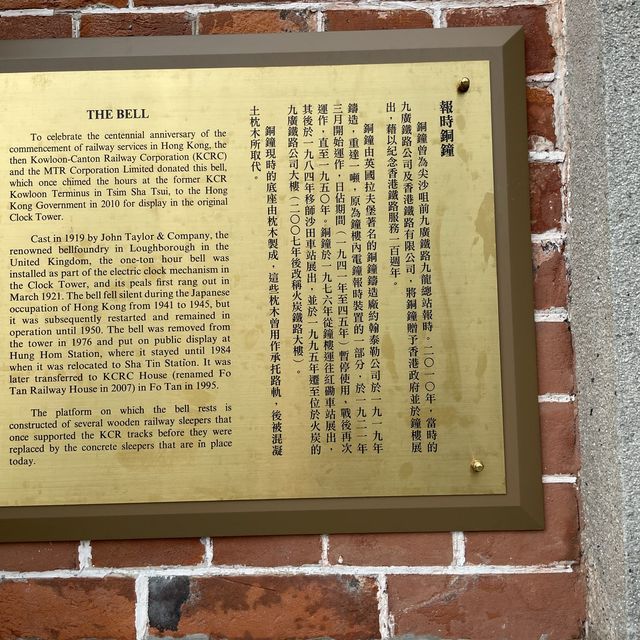 THE BELL
To celebrate the centennial anniversary of the
commencement of railway services in Hong Kong, the
then Kowloon-Canton Railway Corporation (KCRC)
and the MTR Corporation Limited donated this bell,
which once chimed the hours at the former KCR
Kowloon Terminus in Tsim Sha Tsui, to the Hong
Kong Government in 2010 for display in the original
Clock Tower.
Cast in 1919 by John Taylor & Company, the
renowned bellfoundry in Loughborough in the
United Kingdom, the one-ton hour bell was
installed as part of the electric clock mechanism in
the Clock Tower, and its peals first rang out in
March 1921. The bell fell silent during the Japanese
occupation of Hong Kong from 1941 to 1945, but
it was subsequently restarted and remained in
operation until 1950. The bell was removed from
the tower in 1976 and put on public display at
Hung Hom Station, where it stayed until 1984
when it was relocated to Sha Tin Station. It was
later transferred to KCRC House (renamed Fo
Tan Railway House in 2007) in Fo Tan in 1995.
The platform on which the bell rests is
constructed of several wooden railway sleepers that
once supported the KCR tracks before they were
replaced by the concrete sleepers that are in place
today.
報時銅鐘
銅鐘曾為尖沙咀前九廣鐵路九龍總站報時。二〇一〇年，當時的
九廣鐵路公司及香港鐵路有限公司，將銅鐘贈予香港政府並於鐘樓展
出，藉以紀念香港鐵路服務一百週年。
銅鐘由英國拉夫堡著名的銅鐘鑄造廠約翰泰勒公司於一九一九年
鑄造，重達一噸，原為鐘樓內電鐘報時裝置的一部分，於一九二一年
三月開始運作。日佔期間（一九四一年至四五年）暫停使用，戰後再次
運作，直至一九五〇年。銅鐘於一九七六年從鐘樓運往紅磡車站展出，
其後於一九八四年移師沙田車站展出，並於一九九五年遷至位於火炭的
九廣鐵路公司大樓（二〇〇七年後改稱火炭鐵路大樓）。
銅鐘現時的底座由枕木製成，這些枕木曾用作承托路軌，後被混凝
土枕木所取代。